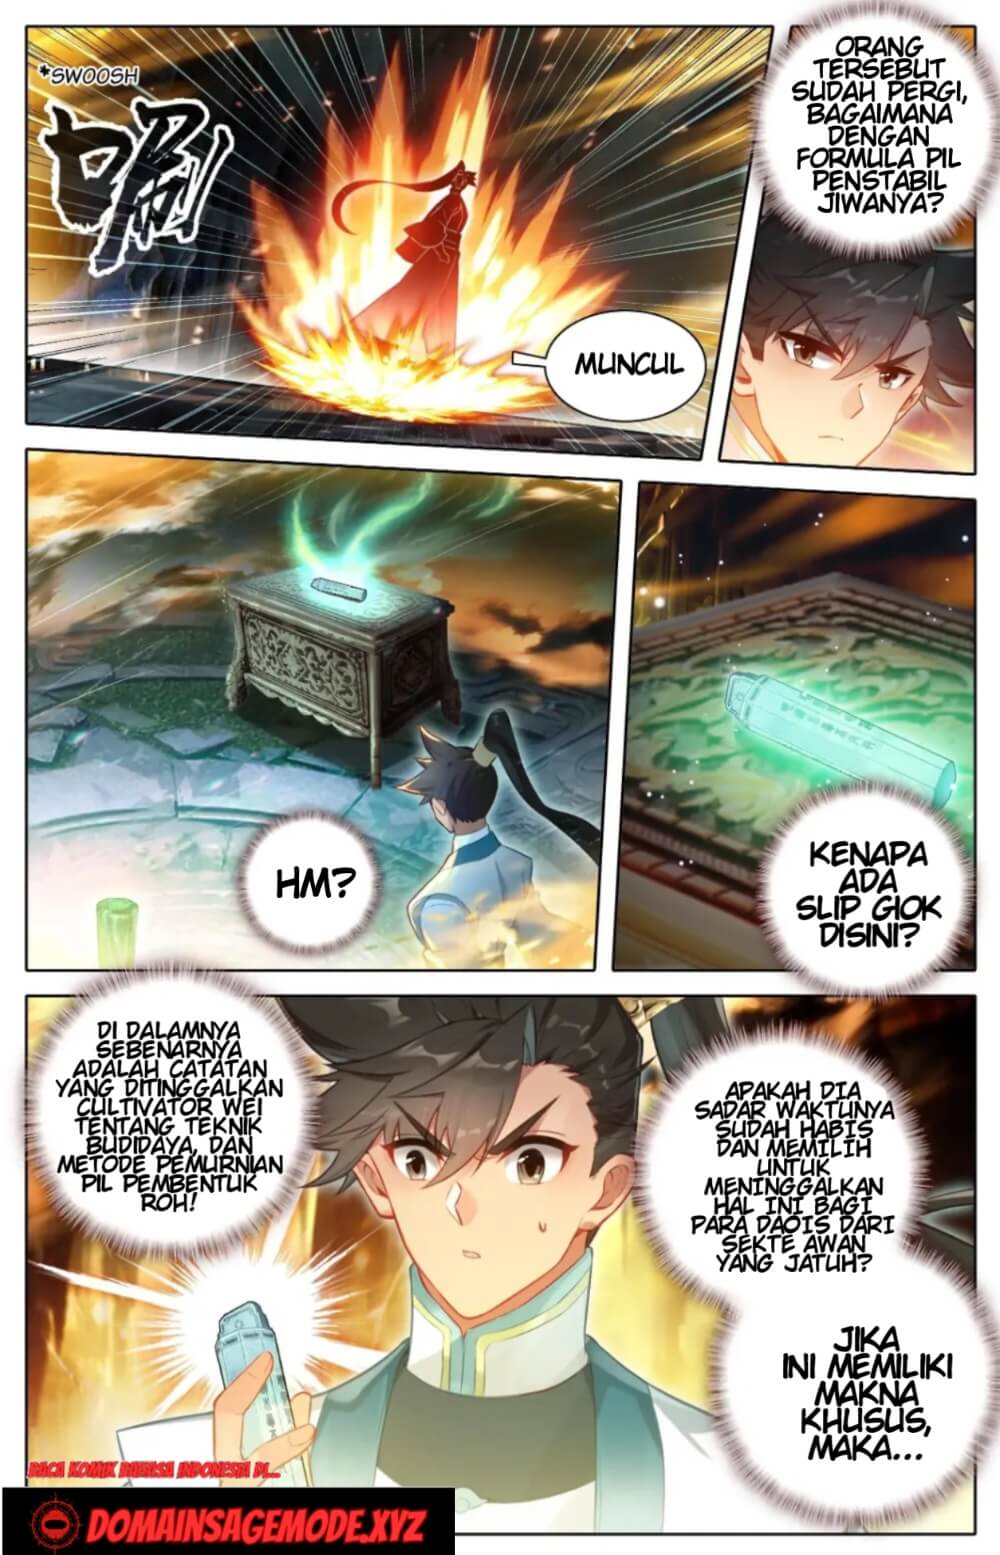 *SWOOSH
唰
MUNCUL
ORANG
TERSEBUT
SUDAH PERGI,
BAGAIMANA
DENGAN
FORMULA PIL
PENSTABIL
JIWANYA?
HM?
KENAPA
ADA
SLIP GIOK
DISINI?
DI DALAMNYA
SEBENARNYA
ADALAH CATATAN
YANG DITINGGALKAN
CULTIVATOR WEI
TENTANG TEKNIK
BUDIDAYA, DAN
METODE PEMURNIAN
PIL PEMBENTUK
ROH!
APAKAH DIA
SADAR WAKTUNYA
SUDAH HABIS
DAN MEMILIH
UNTUK
MENINGGALKAN
HAL INI BAGI
PARA DAOIS DARI
SEKTE AWAN
YANG JATUH?
JIKA
INI MEMILIKI
MAKNA
KHUSUS,
MAKA...
BACA KOMIK BAHASA INDONESIA DI...
DOMAINSAGEMODE.XYZ